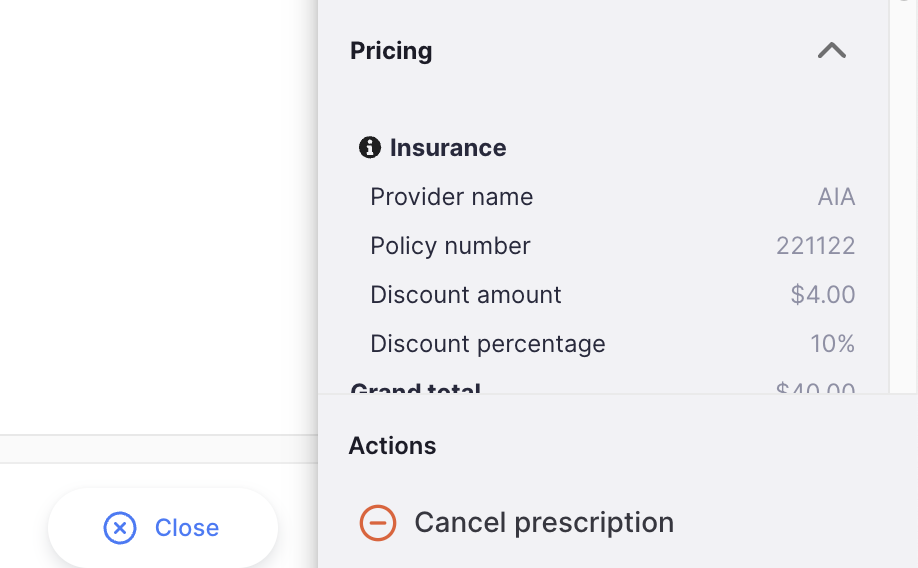 Pricing
Insurance
Provider name AIA
Policy number 221122
Discount amount $4.00
Discount percentage 10%
Grand total $40.00
Actions
Close
Cancel prescription